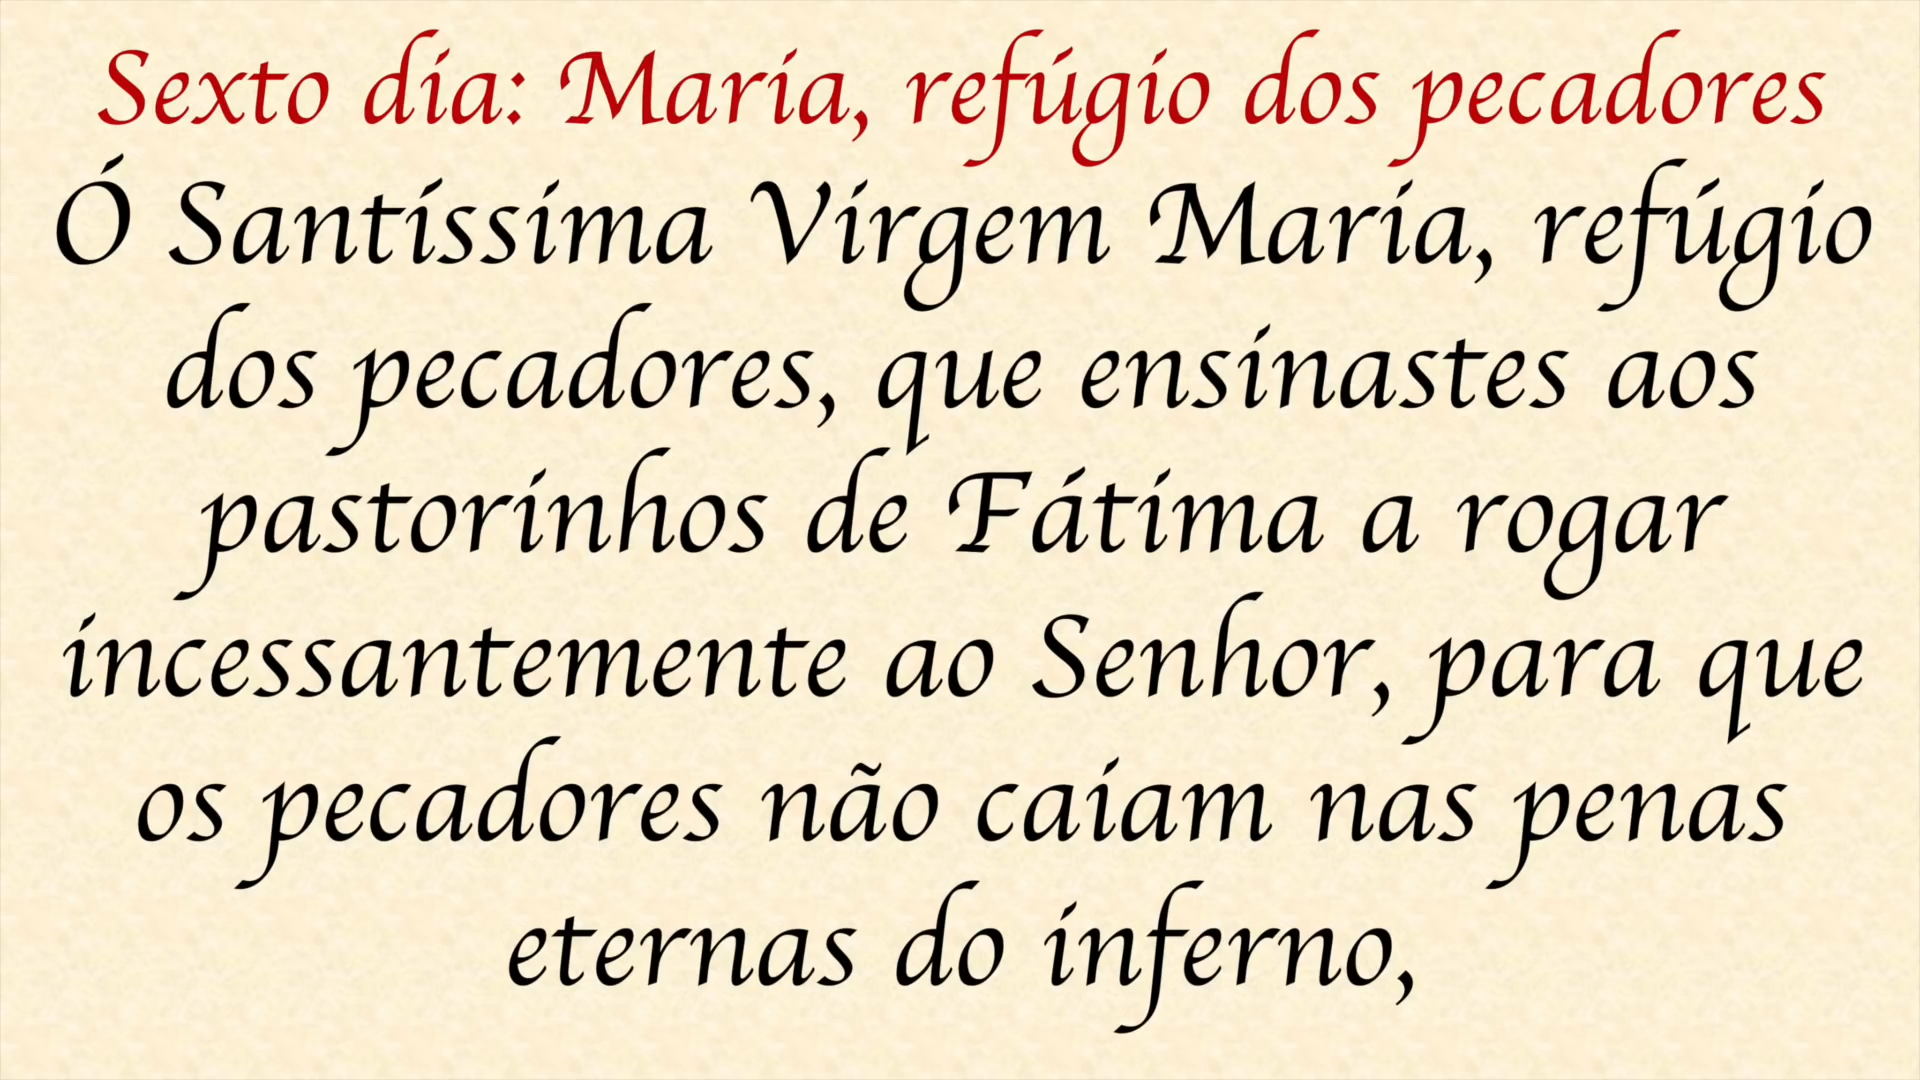 Sexto dia: Maria, refúgio dos pecadores
Ó Santíssima Virgem Maria, refúgio
dos pecadores, que ensinastes aos
pastorinhos de Fátima a rogar
incessantemente ao Senhor, para que
os pecadores não caiam nas penas
eternas do inferno,